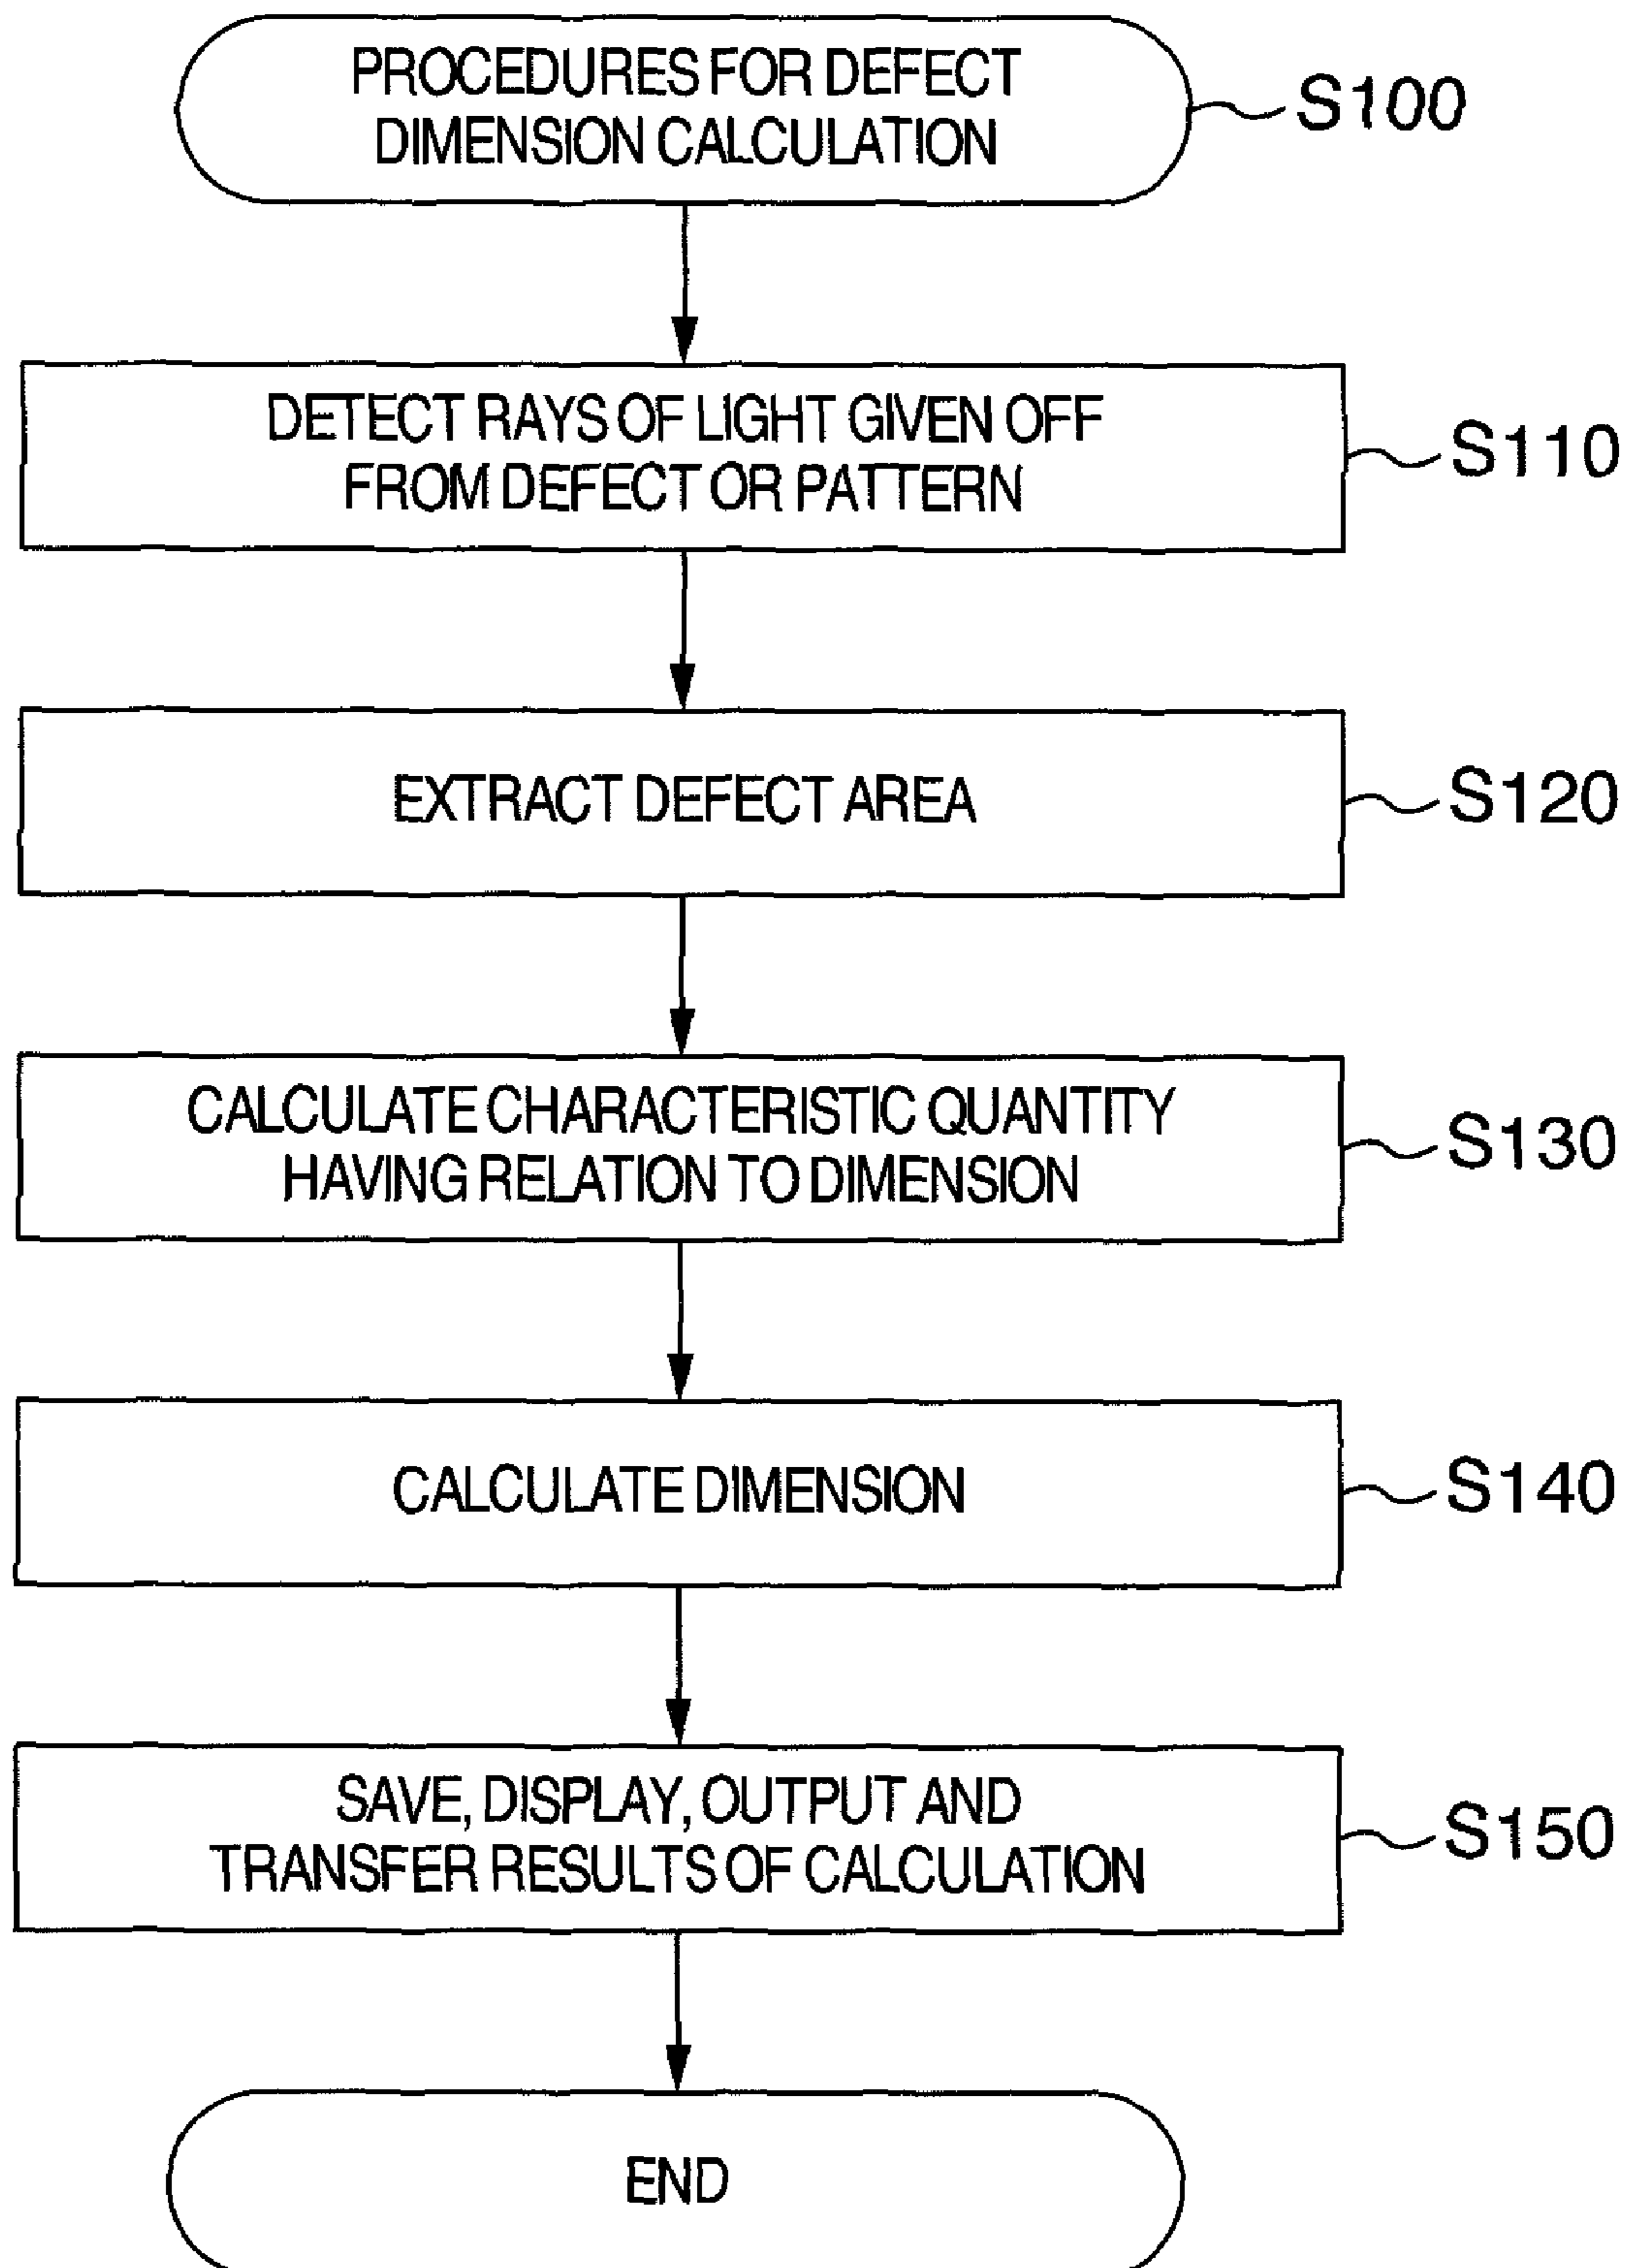 PROCEDURES FOR DEFECT
DIMENSION CALCULATION
S100
DETECT RAYS OF LIGHT GIVEN OFF
FROM DEFECT OR PATTERN
S110
EXTRACT DEFECT AREA
S120
CALCULATE CHARACTERISTIC QUANTITY
HAVING RELATION TO DIMENSION
S130
CALCULATE DIMENSION
S140
SAVE, DISPLAY, OUTPUT AND
TRANSFER RESULTS OF CALCULATION
S150
END